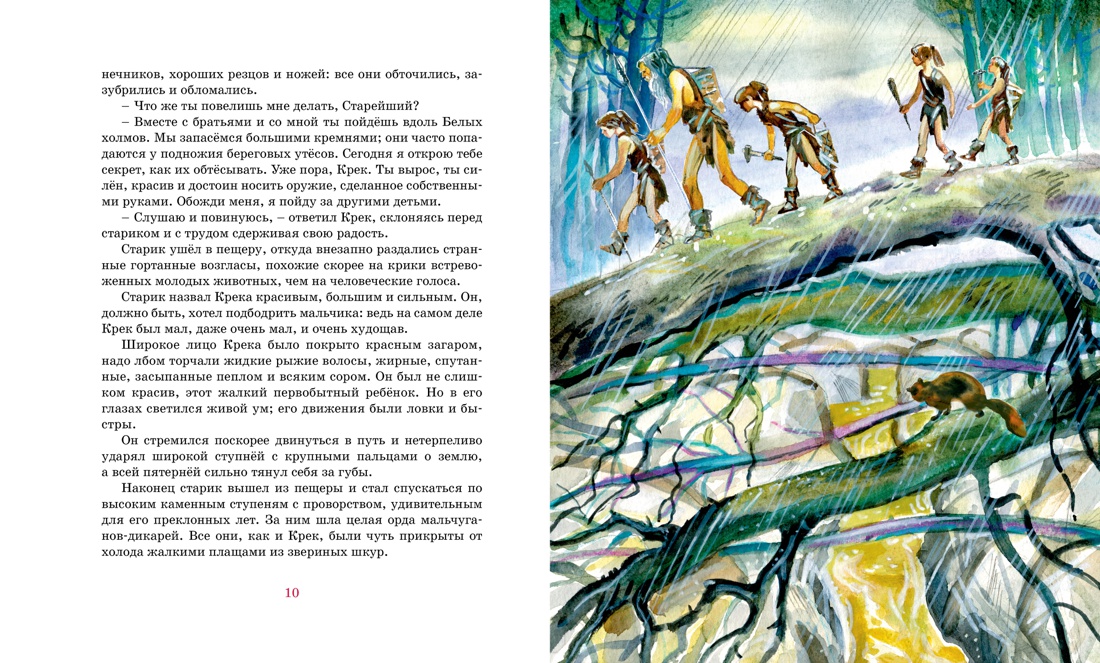 нечников, хороших резцов и ножей: все они обточились, за-
зубрились и обломались.
– Что же ты повелишь мне делать, Старейший?
– Вместе с братьями и со мной ты пойдёшь вдоль Белых
холмов. Мы запасёмся большими кремнями; они часто попа-
даются у подножия береговых утёсов. Сегодня я открою тебе
секрет, как их обтёсывать. Уже пора, Крек. Ты вырос, ты си-
лён, красив и достоин носить оружие, сделанное собственны-
ми руками. Обожди меня, я пойду за другими детьми.
– Слушаю и повинуюсь, – ответил Крек, склоняясь перед
стариком и с трудом сдерживая свою радость.
Старик ушёл в пещеру, откуда внезапно раздались стран-
ные гортанные возгласы, похожие скорее на крики встрево-
женных молодых животных, чем на человеческие голоса.
Старик назвал Крека красивым, большим и сильным. Он,
должно быть, хотел подбодрить мальчика: ведь на самом деле
Крек был мал, даже очень мал, и очень худощав.
Широкое лицо Крека было покрыто красным загаром,
надо лбом торчали жидкие рыжие волосы, жирные, спутан-
ные, засыпанные пеплом и всяким сором. Он был не слиш-
ком красив, этот жалкий первобытный ребёнок. Но в его
глазах светился живой ум; его движения были ловки и бы-
стры.
Он стремился поскорее двинуться в путь и нетерпеливо
ударял широкой ступнёй с крупными пальцами о землю,
а всей пятернёй сильно тянул себя за губы.
Наконец старик вышел из пещеры и стал спускаться по
высоким каменным ступеням с проворством, удивительным
для его преклонных лет. За ним шла целая орда мальчуга-
нов-дикарей. Все они, как и Крек, были чуть прикрыты от
холода жалкими плащами из звериных шкур.
10